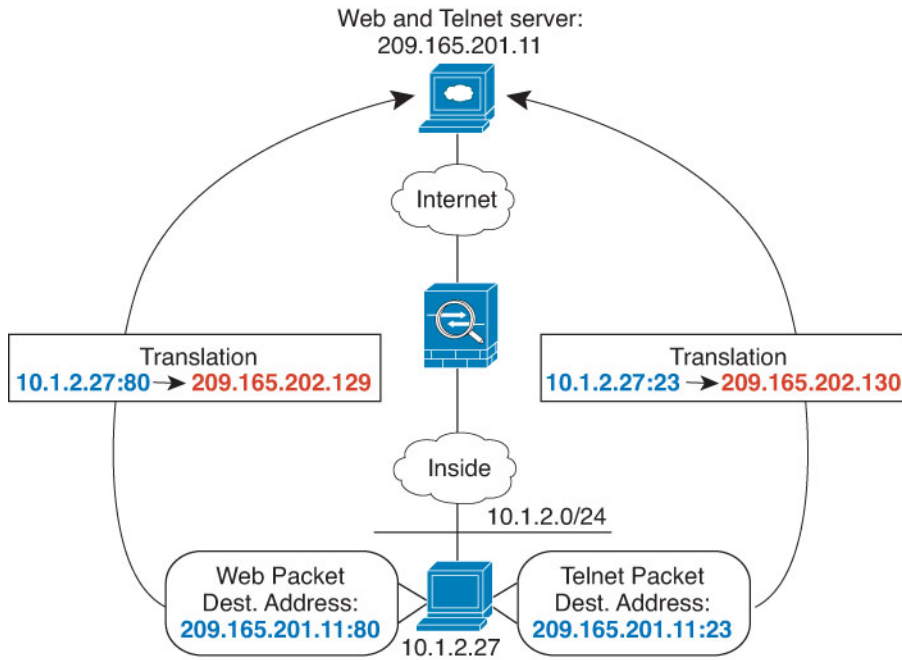 Web and Telnet server:
209.165.201.11
Internet
Translation
10.1.2.27:80 → 209.165.202.129
Translation
10.1.2.27:23 → 209.165.202.130
Inside
10.1.2.0/24
Web Packet
Dest. Address:
209.165.201.11:80
Telnet Packet
Dest. Address:
209.165.201.11:23
10.1.2.27